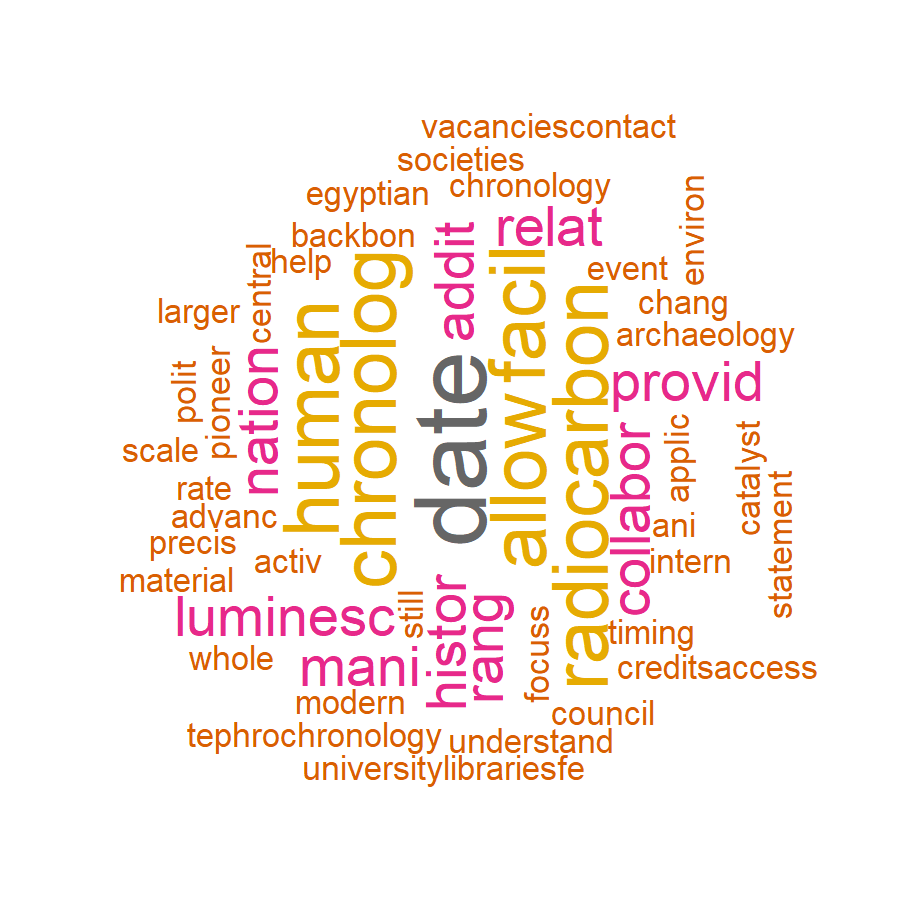 vacanciescontact
societies
chronology
egyptian
environ
relat
addit
backbon
help
central
event
chang
larger
archaeology
human
chronolog
date
allow
facil
radiocarbon
provid
nation
polit
pioneer
scale
collabor
applic
catalyst
statement
rate
advanc
precis
activ
ani
intern
material
luminesc
still
histor
rang
focuss
timing
whole
mani
creditsaccess
modern
council
tephrochronology
understand
universitylibrariesfe